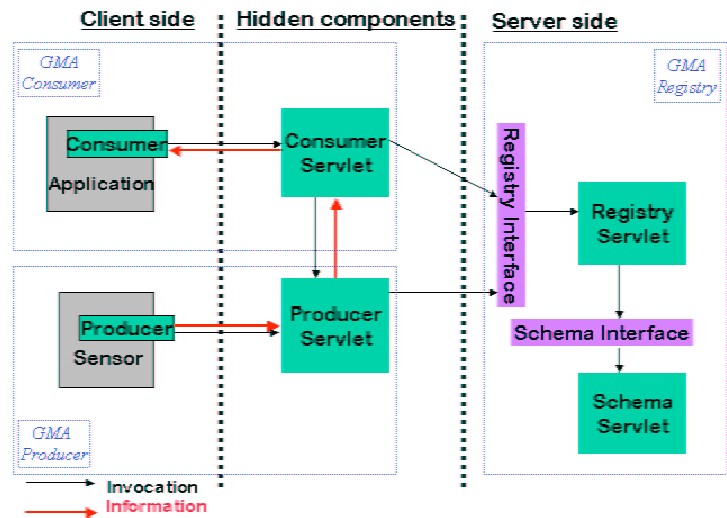 Client side
Hidden components
Server side
GMA
Consumer
GMA
Registry
Consumer
Application
Consumer
Servlet
Registry Interface
Registry
Servlet
Producer
Sensor
Producer
Servlet
Schema Interface
Schema
Servlet
GMA
Producer
Invocation
Information